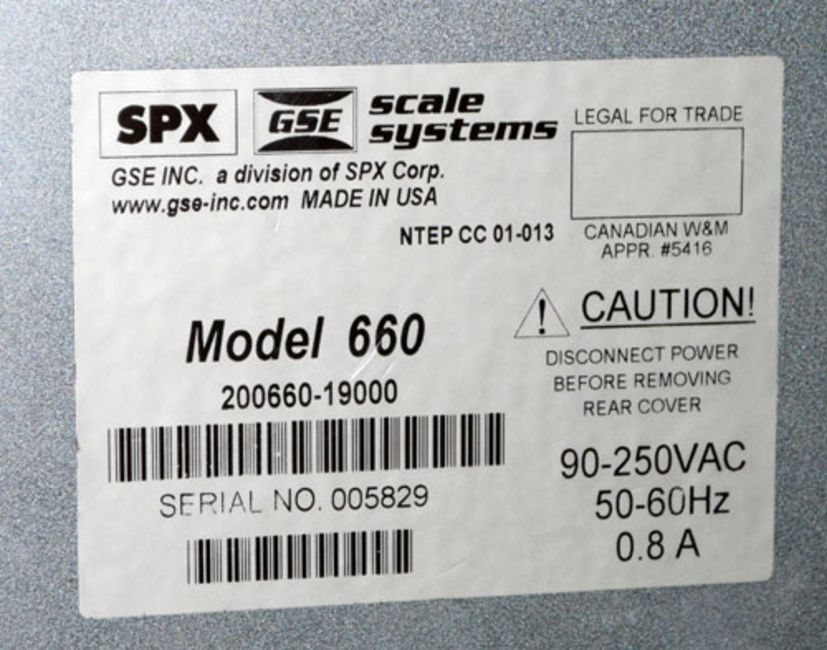 SPX GSE scale systems
GSE INC. a division of SPX Corp.
www.gse-inc.com MADE IN USA
NTEP CC 01-013
LEGAL FOR TRADE
CANADIAN W&M
APPR. #5416
Model 660
200660-19000
SERIAL NO. 005829
CAUTION!
DISCONNECT POWER
BEFORE REMOVING
REAR COVER
90-250VAC
50-60Hz
0.8 A